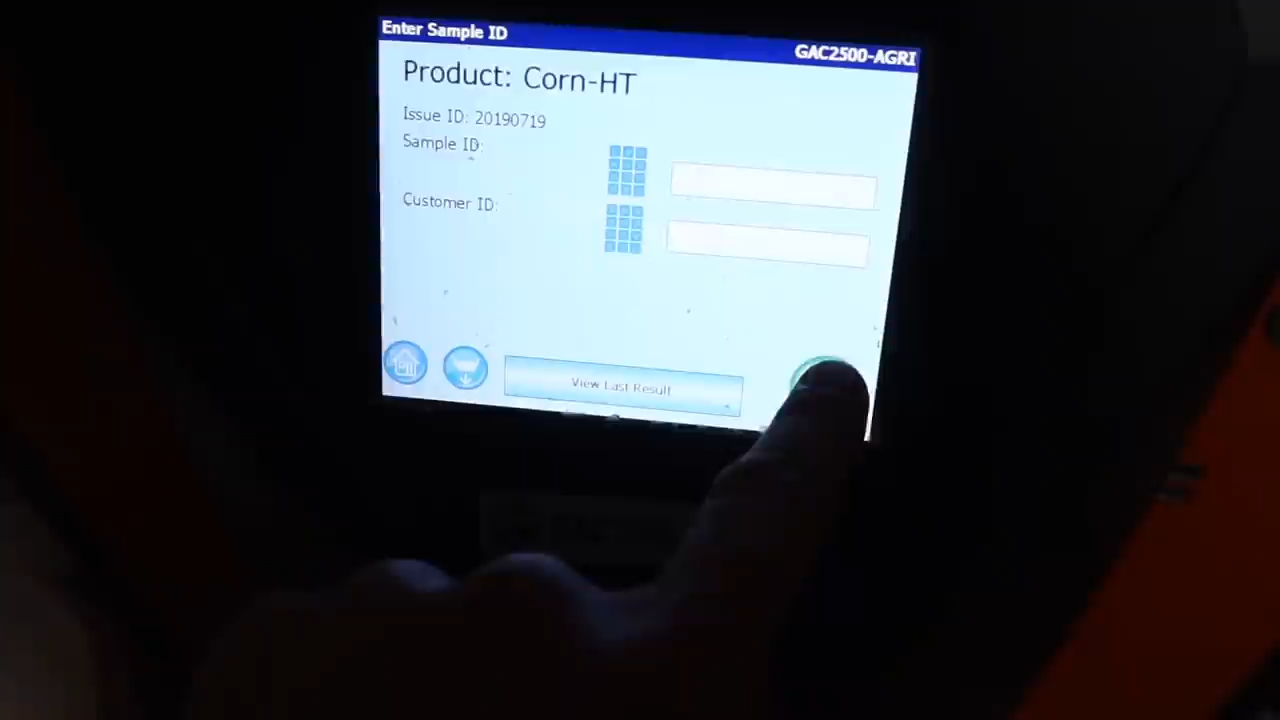 Enter Sample ID
GAC2500-AGRI
Product: Corn-HT
Issue ID: 20190719
Sample ID:
Customer ID:
View Last Result